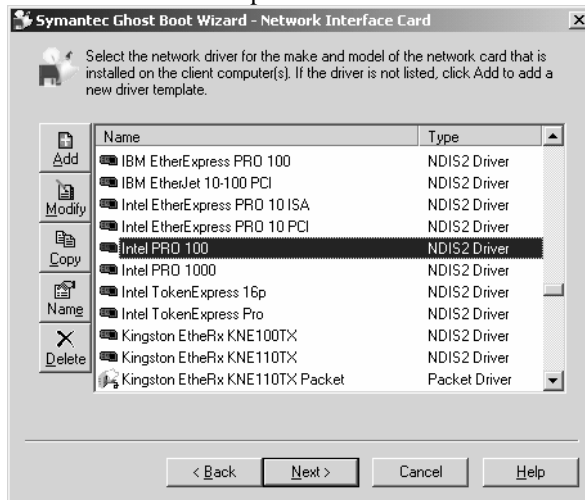 Symantec Ghost Boot Wizard - Network Interface Card
Select the network driver for the make and model of the network card that is
installed on the client computer(s). If the driver is not listed, click Add to add a
new driver template.
Add
Modify
Copy
Name
Delete
Name Type
IBM EtherExpress PRO 100 NDIS2 Driver
IBM EtherJet 10-100 PCI NDIS2 Driver
Intel EtherExpress PRO 10 ISA NDIS2 Driver
Intel EtherExpress PRO 10 PCI NDIS2 Driver
Intel PRO 100 NDIS2 Driver
Intel PRO 1000 NDIS2 Driver
Intel TokenExpress 16p NDIS2 Driver
Intel TokenExpress Pro NDIS2 Driver
Kingston EtheRx KNE100TX NDIS2 Driver
Kingston EtheRx KNE110TX NDIS2 Driver
Kingston EtheRx KNE110TX Packet Packet Driver
< Back Next > Cancel Help